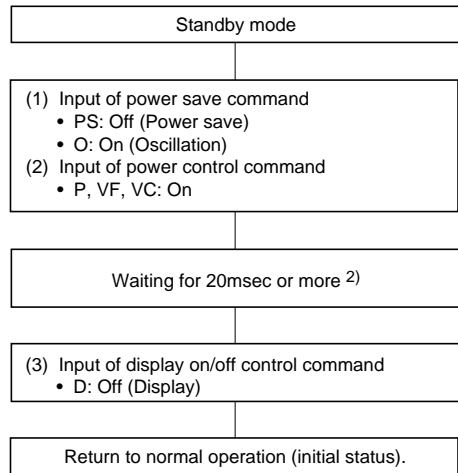 Standby mode
(1) Input of power save command
• PS: Off (Power save)
• O: On (Oscillation)
(2) Input of power control command
• P, VF, VC: On
Waiting for 20msec or more 2)
(3) Input of display on/off control command
• D: Off (Display)
Return to normal operation (initial status).